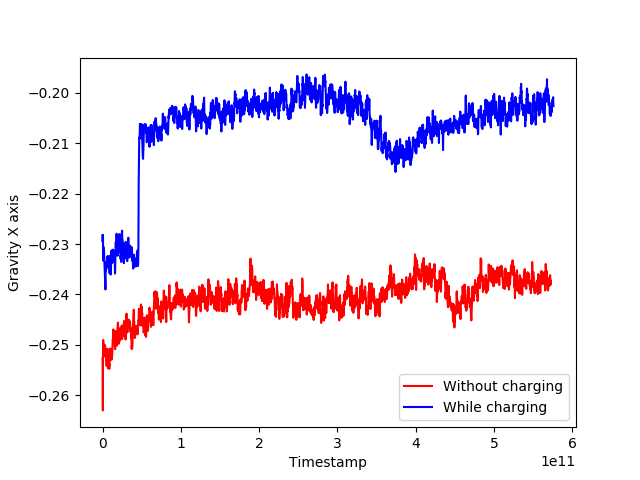 −0.20
−0.21
−0.22
−0.23
−0.24
−0.25
−0.26
Gravity X axis
Without charging
While charging
0 1 2 3 4 5 6
1e11
Timestamp